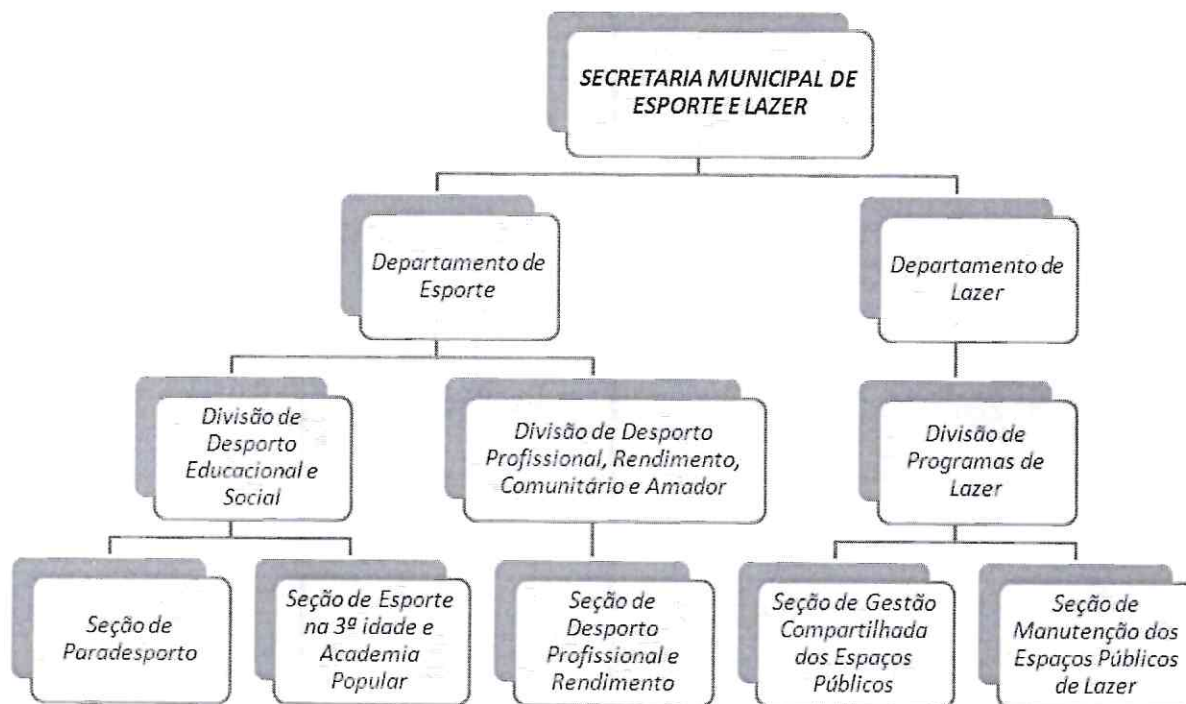 SECRETARIA MUNICIPAL DE
ESPORTE E LAZER
Departamento de
Esporte
Departamento de
Lazer
Divisão de
Desporto
Educacional e
Social
Divisão de Desporto
Profissional, Rendimento,
Comunitário e Amador
Divisão de
Programas de
Lazer
Seção de
Paradesporto
Seção de Esporte
na 3ª idade e
Academia
Popular
Seção de
Desporto
Profissional e
Rendimento
Seção de Gestão
Compartilhada
dos Espaços
Públicos
Seção de
Manutenção dos
Espaços Públicos
de Lazer